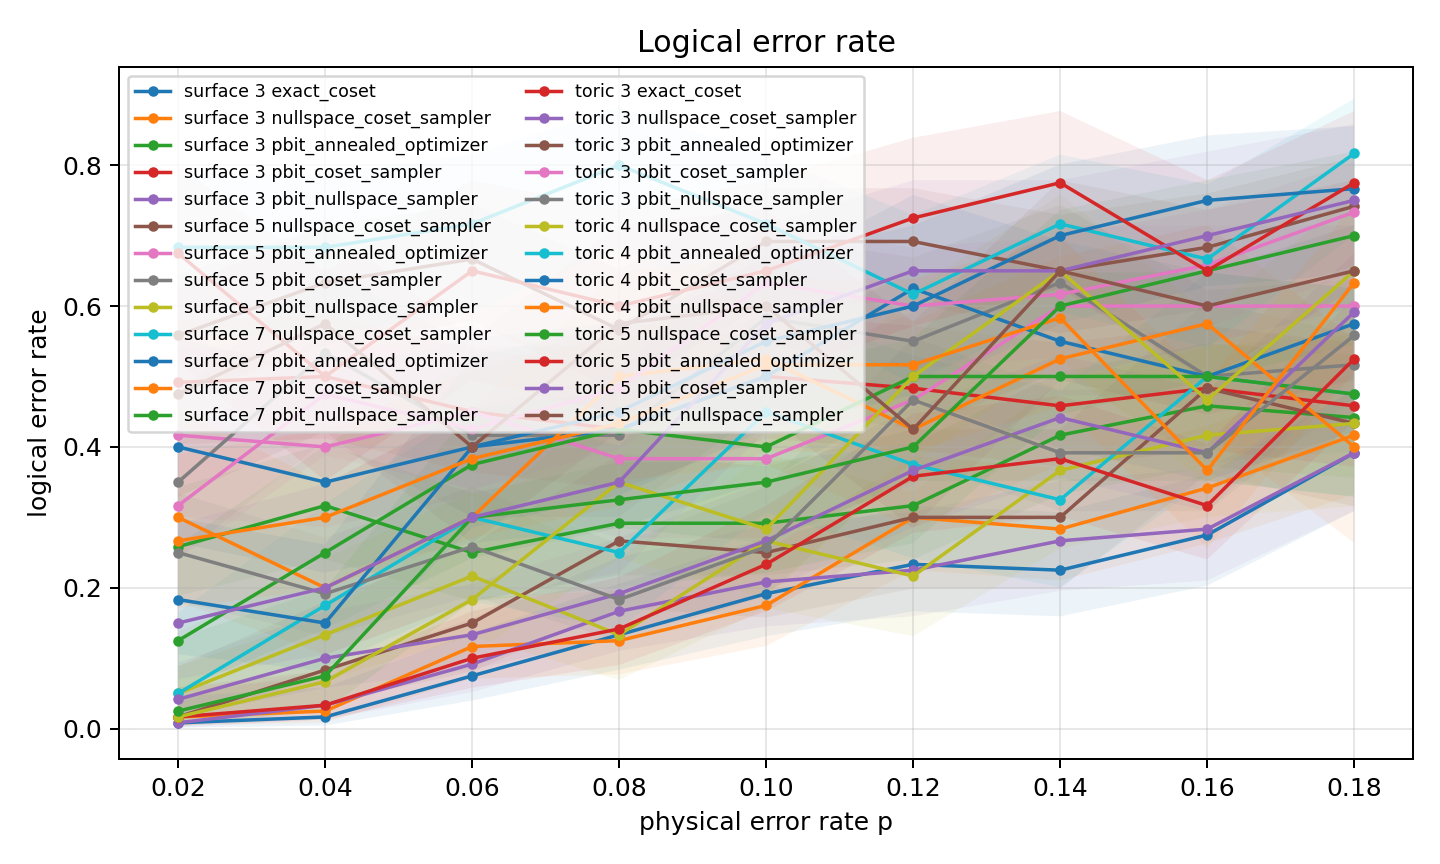 Logical error rate
surface 3 exact_coset
surface 3 nullspace_coset_sampler
surface 3 pbit_annealed_optimizer
surface 3 pbit_coset_sampler
surface 3 pbit_nullspace_sampler
surface 5 nullspace_coset_sampler
surface 5 pbit_annealed_optimizer
surface 5 pbit_coset_sampler
surface 5 pbit_nullspace_sampler
surface 7 nullspace_coset_sampler
surface 7 pbit_annealed_optimizer
surface 7 pbit_coset_sampler
surface 7 pbit_nullspace_sampler
toric 3 exact_coset
toric 3 nullspace_coset_sampler
toric 3 pbit_annealed_optimizer
toric 3 pbit_coset_sampler
toric 3 pbit_nullspace_sampler
toric 4 nullspace_coset_sampler
toric 4 pbit_annealed_optimizer
toric 4 pbit_coset_sampler
toric 4 pbit_nullspace_sampler
toric 5 nullspace_coset_sampler
toric 5 pbit_annealed_optimizer
toric 5 pbit_coset_sampler
toric 5 pbit_nullspace_sampler
logical error rate
0.8
0.6
0.4
0.2
0.0
0.02 0.04 0.06 0.08 0.10 0.12 0.14 0.16 0.18
physical error rate p